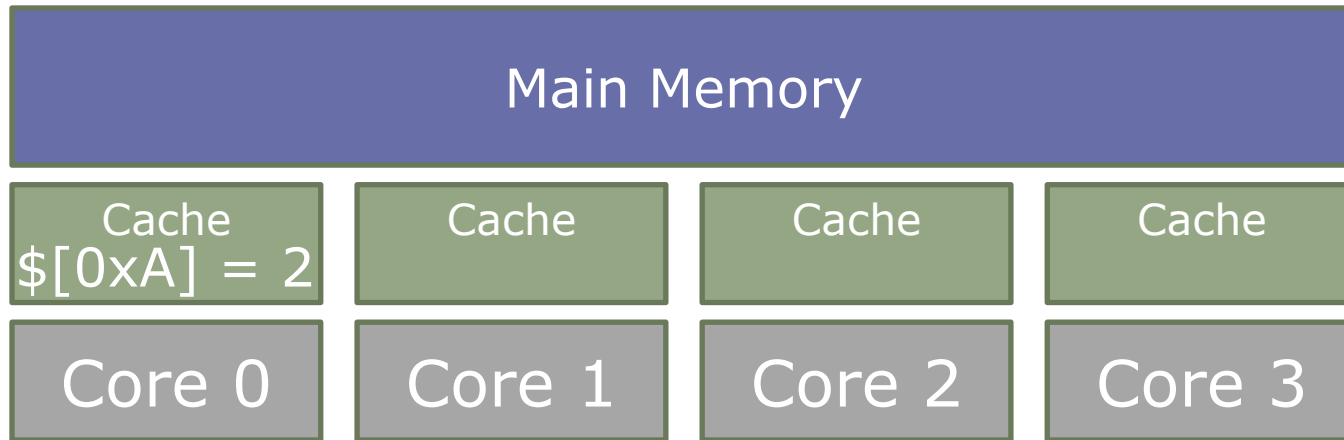 Main Memory
Cache
$[0xA] = 2
Cache
Cache
Cache
Core 0
Core 1
Core 2
Core 3